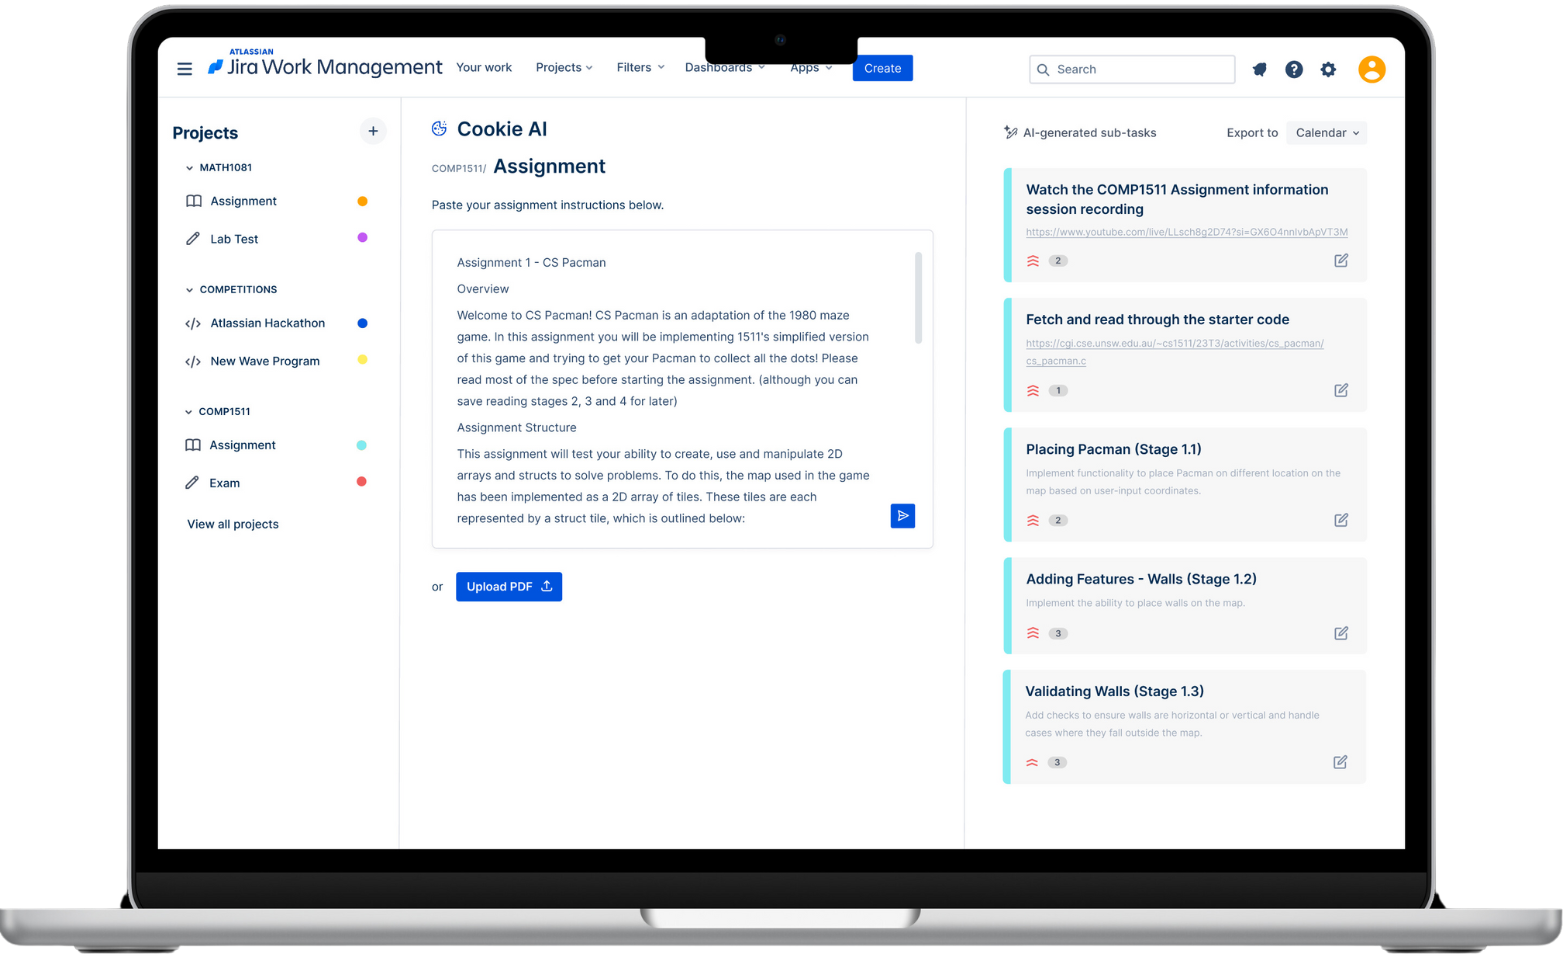 ATLASSIAN
Jira Work Management
Your work
Projects
Filters
Dashboards
Apps
Create
Search
Projects
+
MATH1081
Assignment
Lab Test
COMPETITIONS
Atlassian Hackathon
New Wave Program
COMP1511
Assignment
Exam
View all projects
Cookie AI
COMP1511/ Assignment
Paste your assignment instructions below.
Assignment 1 - CS Pacman
Overview
Welcome to CS Pacman! CS Pacman is an adaptation of the 1980 maze
game. In this assignment you will be implementing 1511's simplified version
of this game and trying to get your Pacman to collect all the dots! Please
read most of the spec before starting the assignment. (although you can
save reading stages 2, 3 and 4 for later)
Assignment Structure
This assignment will test your ability to create, use and manipulate 2D
arrays and structs to solve problems. To do this, the map used in the game
has been implemented as a 2D array of tiles. These tiles are each
represented by a struct tile, which is outlined below:
or
Upload PDF
AI-generated sub-tasks
Export to
Calendar
Watch the COMP1511 Assignment information
session recording
https://www.youtube.com/live/LLsch8g2D74?si=GX6O4nnIvbApVT3M
2
Fetch and read through the starter code
https://cgi.cse.unsw.edu.au/~cs1511/23T3/activities/cs_pacman/
cs_pacman.c
1
Placing Pacman (Stage 1.1)
Implement functionality to place Pacman on different location on the
map based on user-input coordinates.
2
Adding Features - Walls (Stage 1.2)
Implement the ability to place walls on the map.
3
Validating Walls (Stage 1.3)
Add checks to ensure walls are horizontal or vertical and handle
cases where they fall outside the map.
3